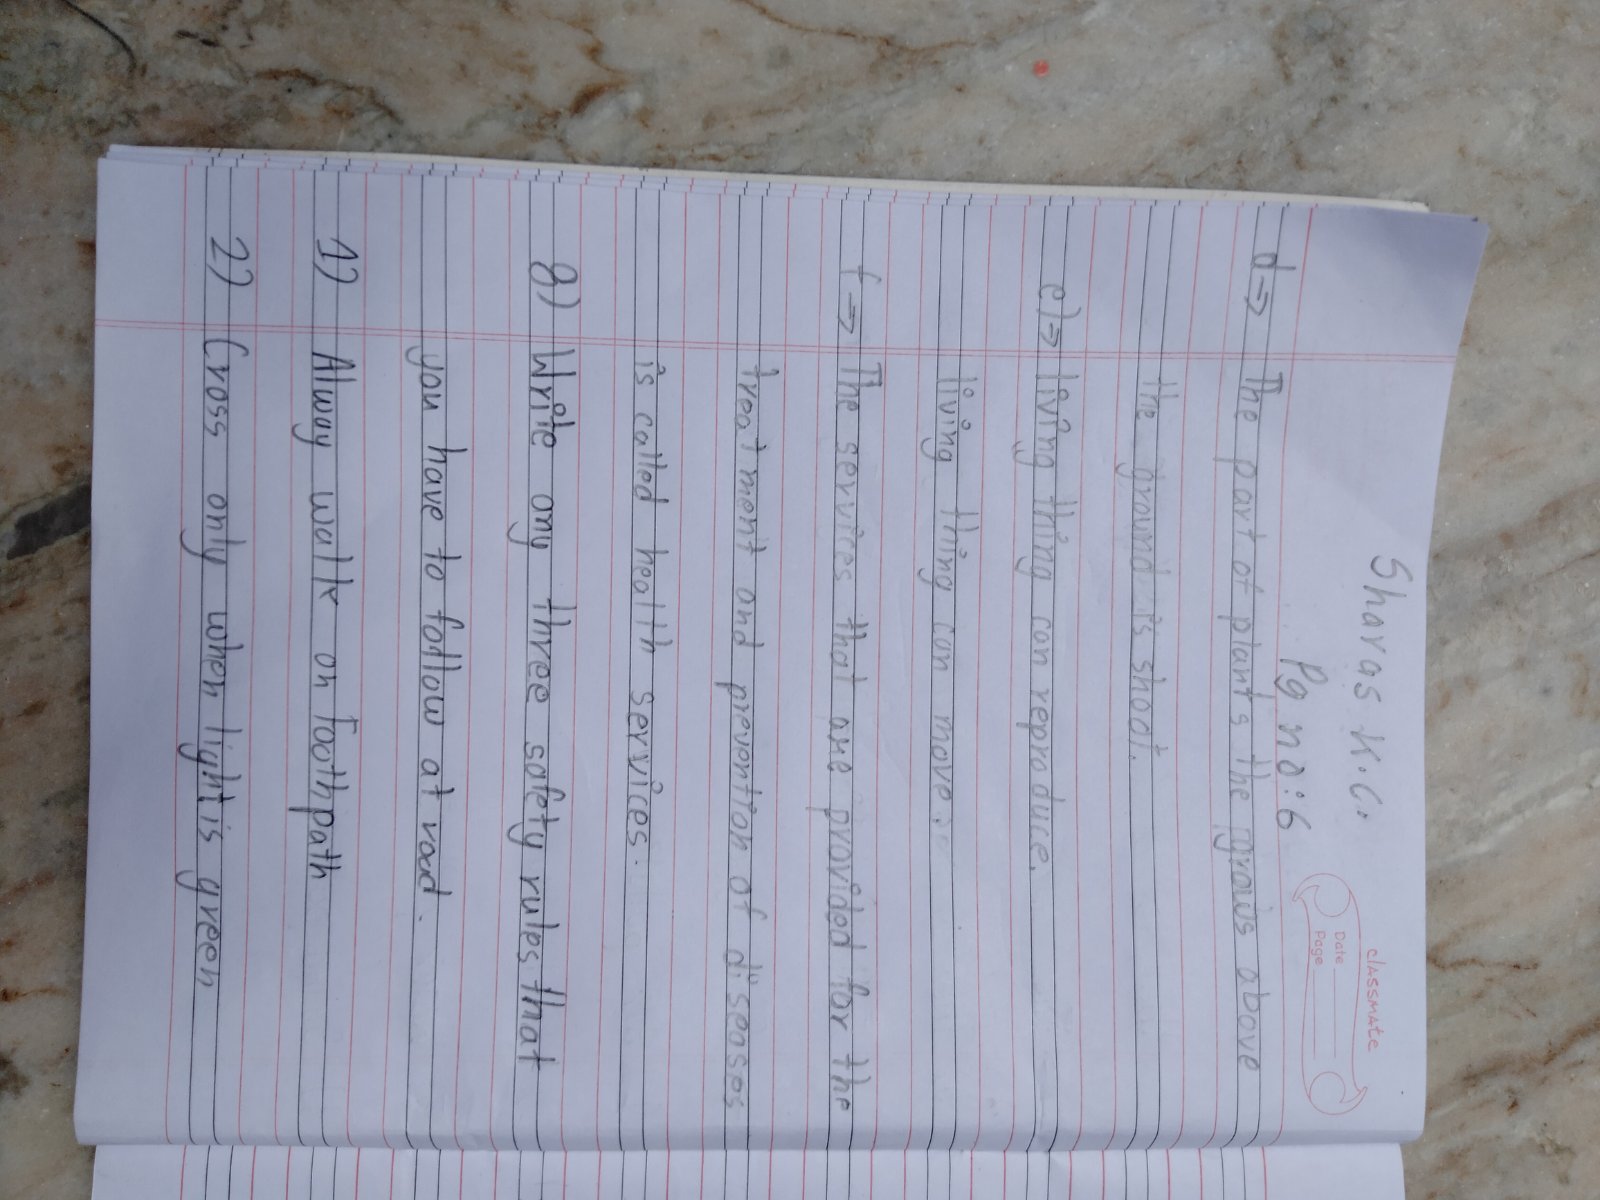 Sharas K.C.
Pg no:6
classmate
Date
Page
d⇒ The part of plants the grows above
the ground is shoot.
e)⇒ living thing can reproduce.
living thing can move.
f⇒ The services that are provided for the
treatment and prevention of diseases
is called health services.
g) Write any three safety rules that
you have to follow at road.
1) Alway walk on foothpath
2) Cross only when light is green